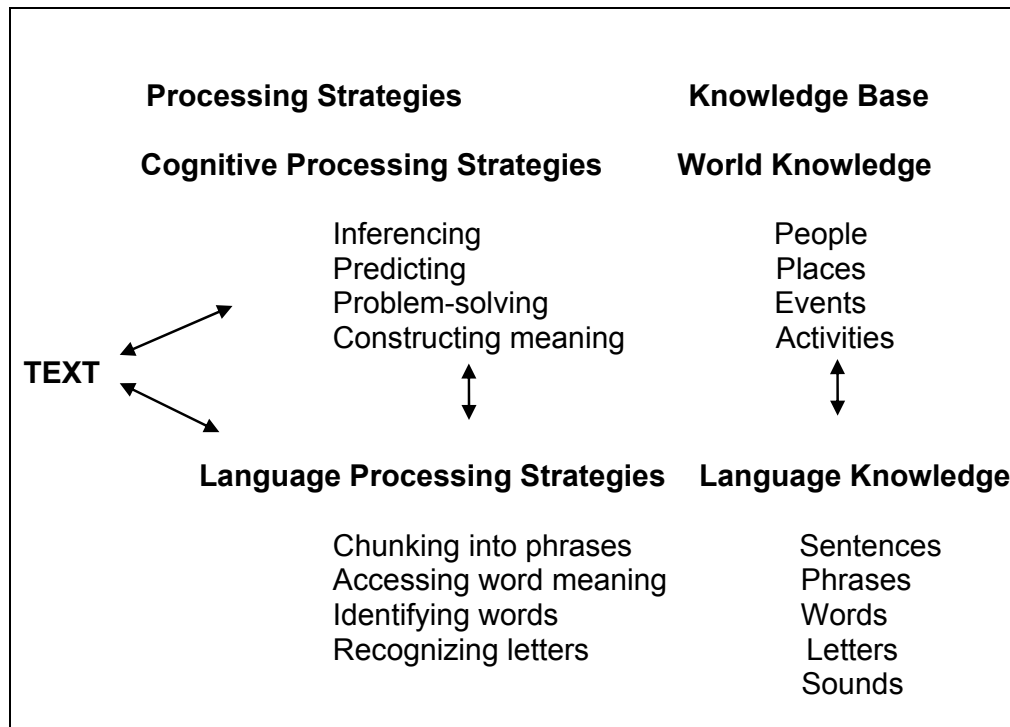 Processing Strategies Knowledge Base
Cognitive Processing Strategies World Knowledge
Inferencing People
Predicting Places
Problem-solving Events
Constructing meaning Activities
TEXT
Language Processing Strategies Language Knowledge
Chunking into phrases Sentences
Accessing word meaning Phrases
Identifying words Words
Recognizing letters Letters
Sounds